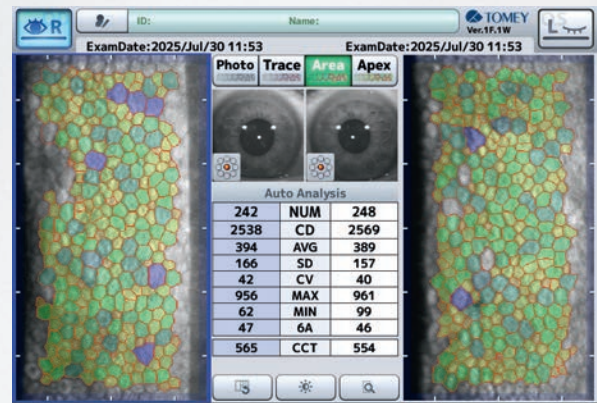 R
ID:
Name:
TOMEY
Ver.1F.1W
L
ExamDate:2025/Jul/30 11:53
ExamDate:2025/Jul/30 11:53
Photo Trace Area Apex
Auto Analysis
242 NUM 248
2538 CD 2569
394 AVG 389
166 SD 157
42 CV 40
956 MAX 961
62 MIN 99
47 6A 46
565 CCT 554